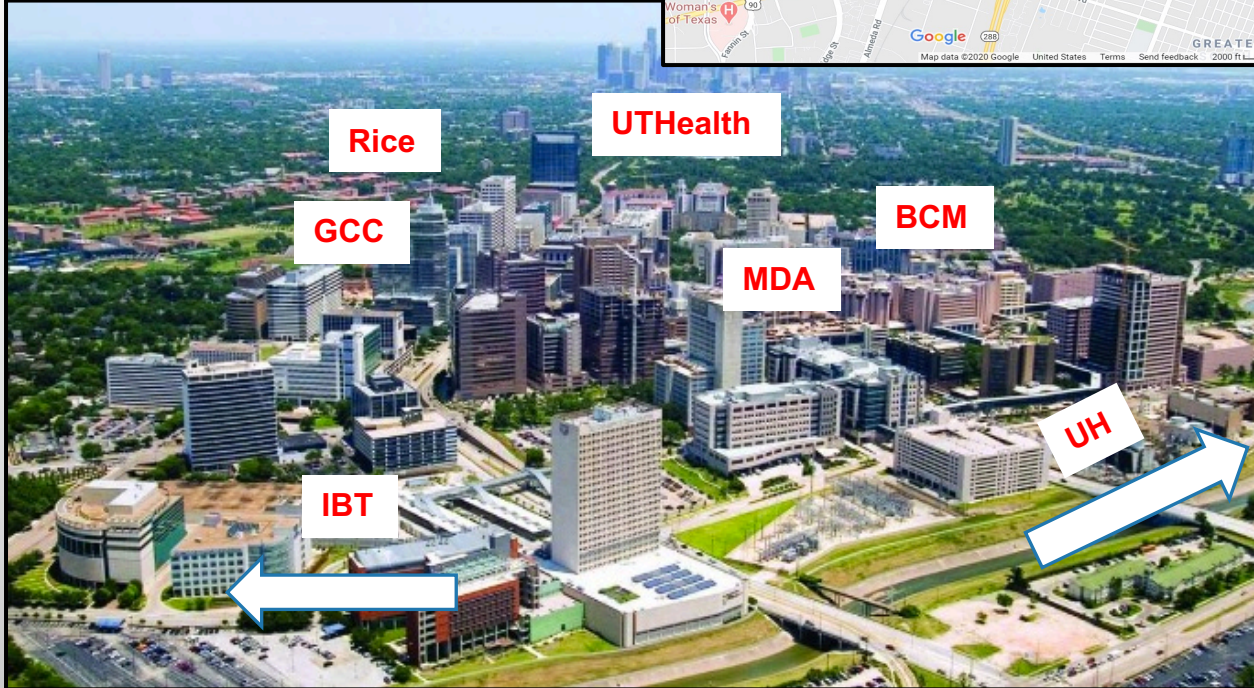 Woman's
of Texas
H
90
Fannin St
Almeda Rd
Google
288
GREATE
Map data ©2020 Google United States Terms Send feedback 2000 ft
Rice
UTHealth
GCC
BCM
MDA
UH
IBT